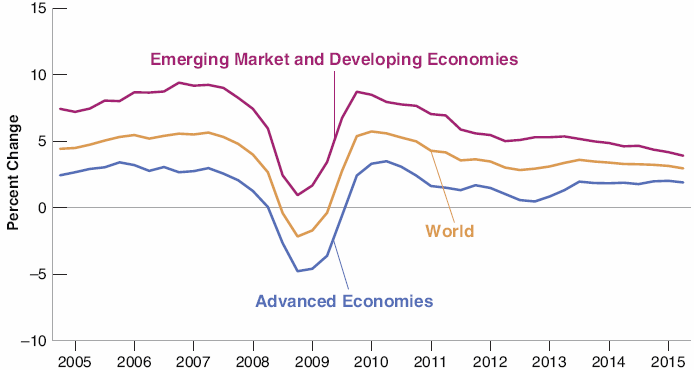 15
Emerging Market and Developing Economies
10
5
Percent Change
0
World
−5
Advanced Economies
−10
2005 2006 2007 2008 2009 2010 2011 2012 2013 2014 2015